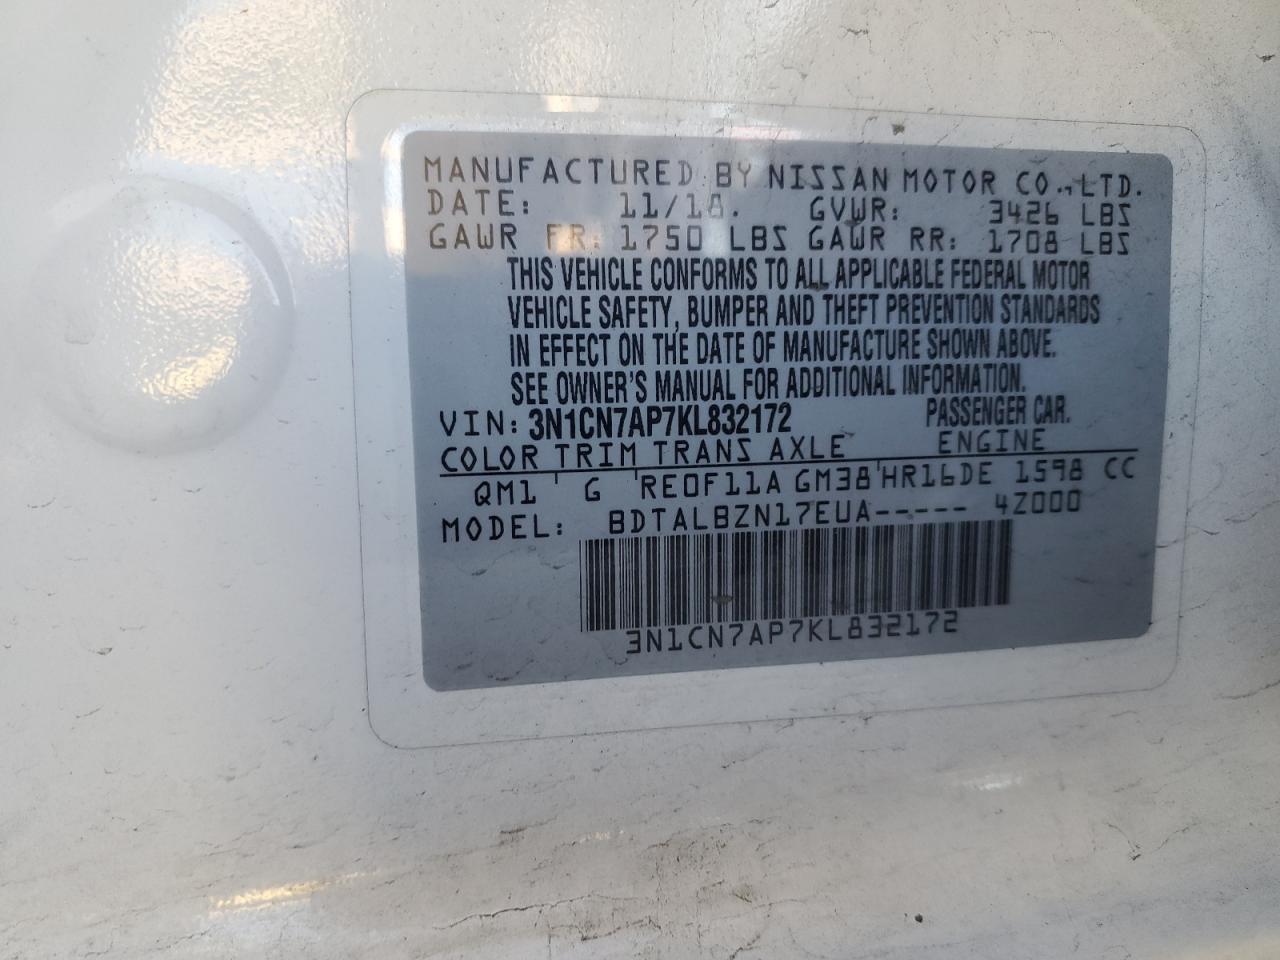 MANUFACTURED BY NISSAN MOTOR CO.,LTD.
DATE: 11/18. GVWR: 3426 LBS
GAWR FR: 1750 LBS GAWR RR: 1708 LBS
THIS VEHICLE CONFORMS TO ALL APPLICABLE FEDERAL MOTOR
VEHICLE SAFETY, BUMPER AND THEFT PREVENTION STANDARDS
IN EFFECT ON THE DATE OF MANUFACTURE SHOWN ABOVE.
SEE OWNER'S MANUAL FOR ADDITIONAL INFORMATION.
VIN: 3N1CN7AP7KL832172 PASSENGER CAR.
COLOR TRIM TRANS AXLE ENGINE
QM1 ' G ' RE0F11A GM38 ' HR16DE 1598 CC
MODEL: BDTALBZN17EUA----- 4Z000
3N1CN7AP7KL832172